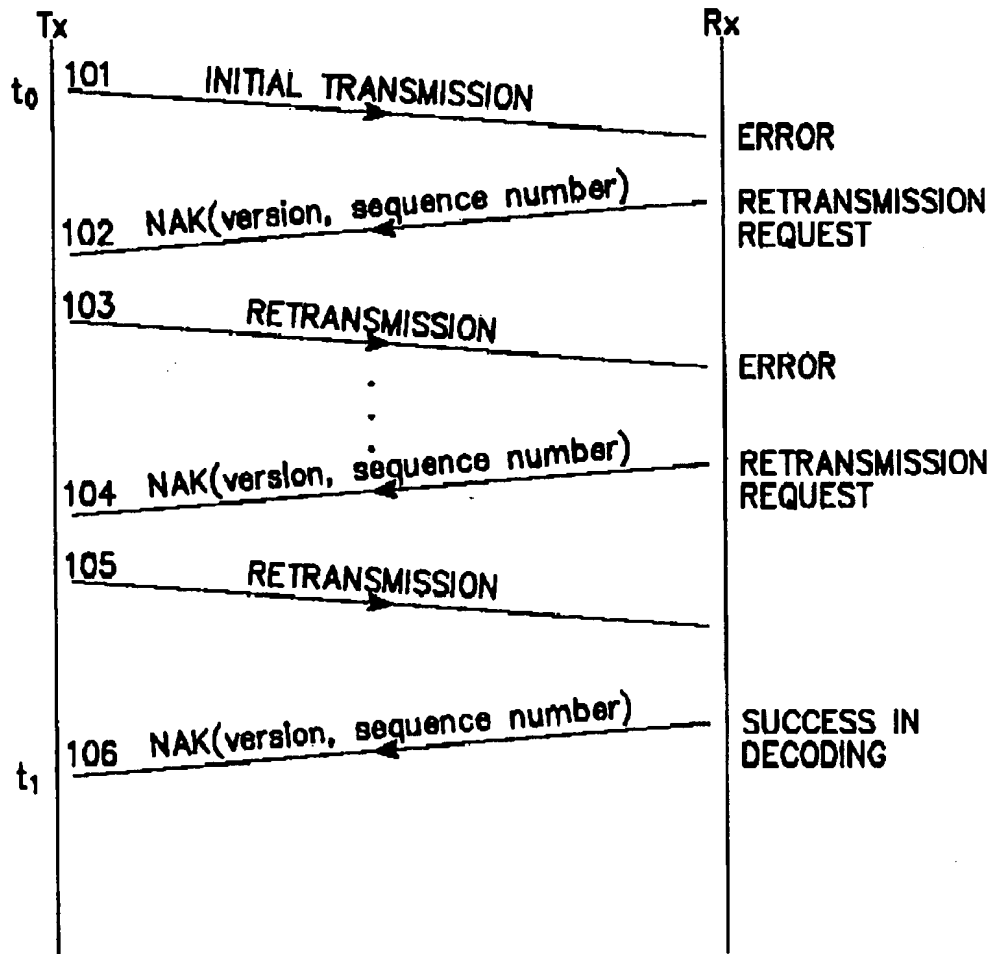 Tx
Rx
t0
101
INITIAL TRANSMISSION
ERROR
NAK(version, sequence number)
RETRANSMISSION
REQUEST
102
103
RETRANSMISSION
ERROR
NAK(version, sequence number)
RETRANSMISSION
REQUEST
104
105
RETRANSMISSION
NAK(version, sequence number)
SUCCESS IN
DECODING
106
t1